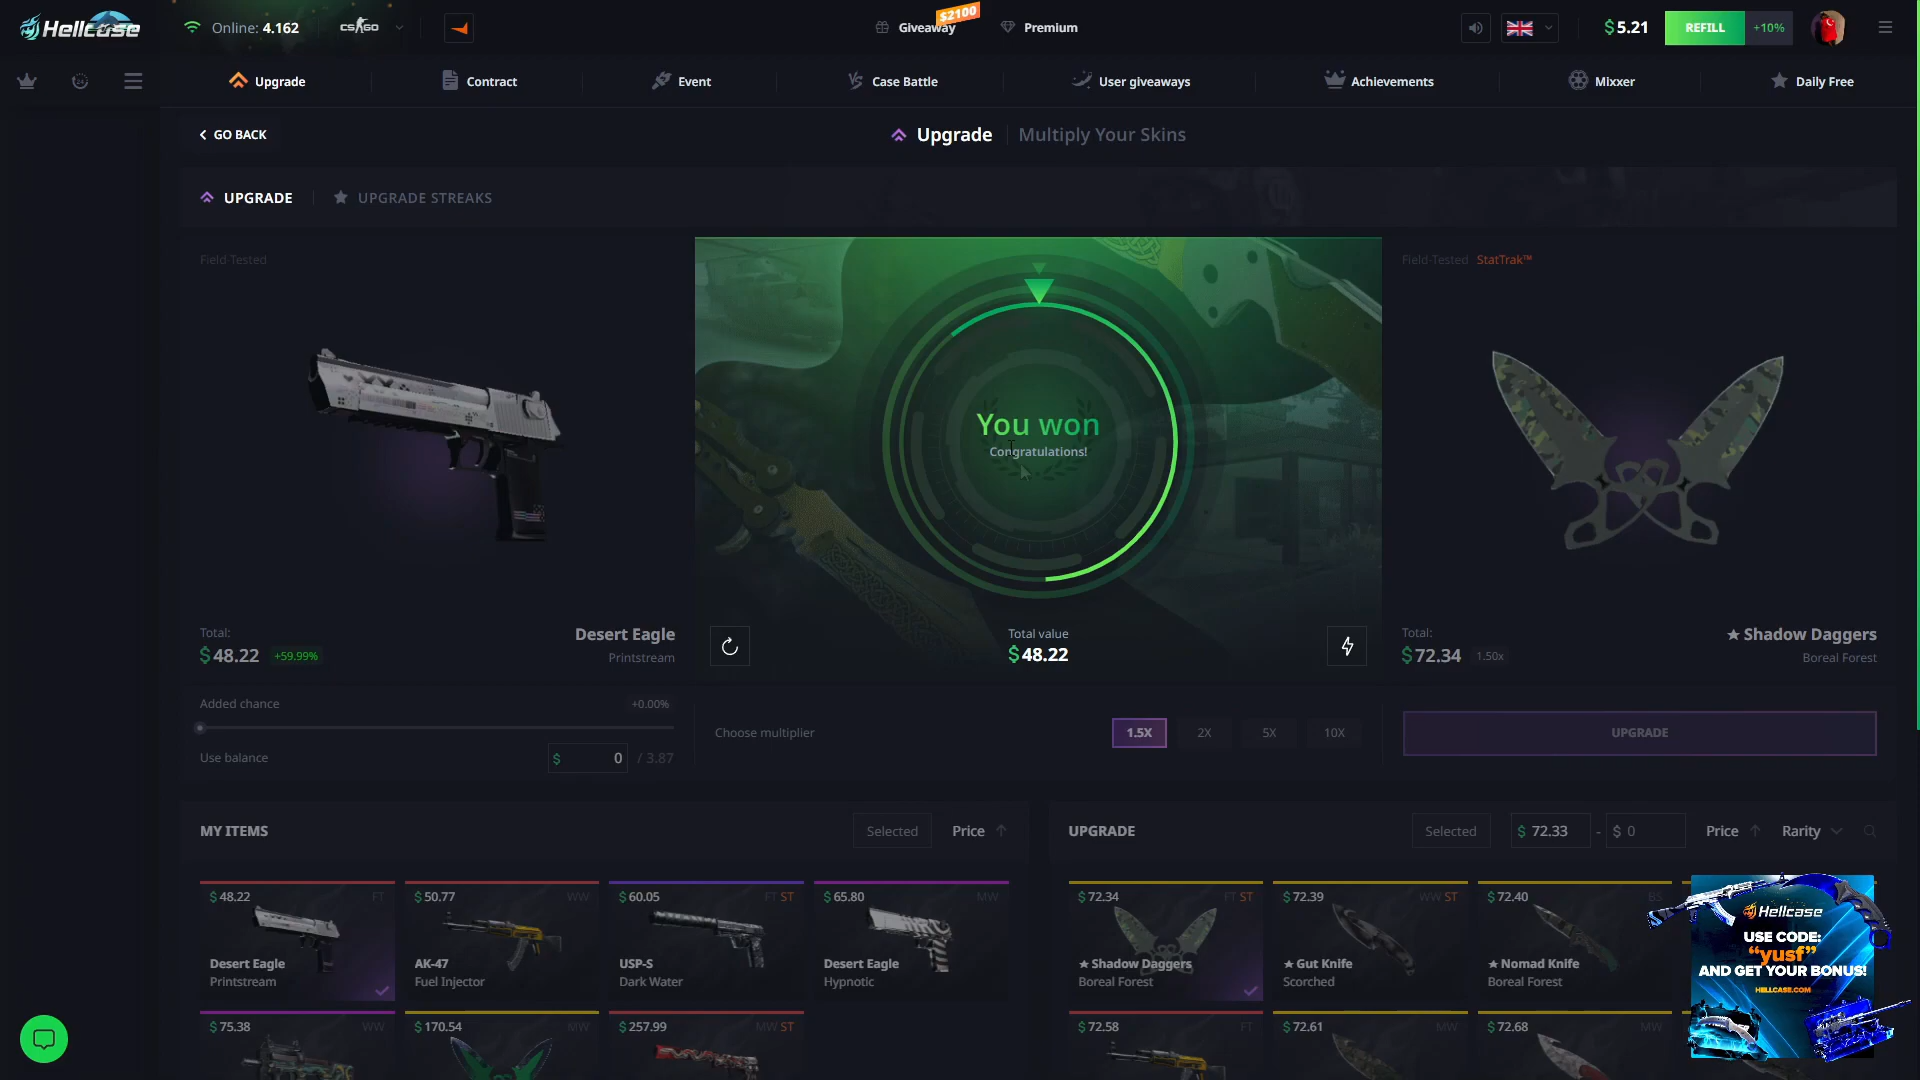 Hellcase
Online: 4.162
CS:GO
Giveaway
$2100
Premium
$ 5.21
REFILL
+10%
24
Upgrade
Contract
Event
Case Battle
User giveaways
Achievements
Mixxer
Daily Free
GO BACK
Upgrade
Multiply Your Skins
UPGRADE
UPGRADE STREAKS
Field Tested
Field-Tested StatTrak™
You won
Congratulations!
Total:
$48.22 +59.99%
Desert Eagle
Printstream
Total value
$48.22
Total:
$72.34 1.50x
★ Shadow Daggers
Boreal Forest
Added chance
+0.00%
Use balance
$ 0 / 3.87
Choose multiplier
1.5X
2X
5X
10X
UPGRADE
MY ITEMS
Selected
Price
UPGRADE
Selected
$ 72.33 - $ 0
Price
Rarity
$48.22 FT
Desert Eagle
Printstream
$50.77 WW
AK-47
Fuel Injector
$60.05 FT ST
USP-S
Dark Water
$65.80 MW
Desert Eagle
Hypnotic
$72.34 FT ST
★ Shadow Daggers
Boreal Forest
$72.39 WW ST
★ Gut Knife
Scorched
$72.40 BS
★ Nomad Knife
Boreal Forest
$75.38 WW
$170.54 MW
$257.99 MW ST
$72.58 FT
$72.61 MW
$72.68 MW
Hellcase
USE CODE:
"yusf"
AND GET YOUR BONUS!
HELLCASE.COM